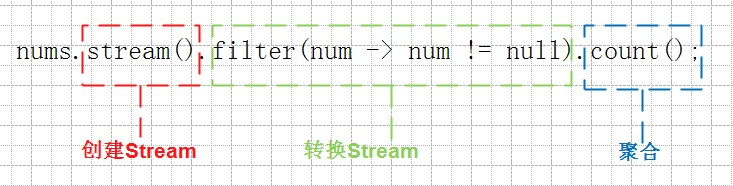 nums.stream().filter(num -> num != null).count();
创建Stream
转换Stream
聚合